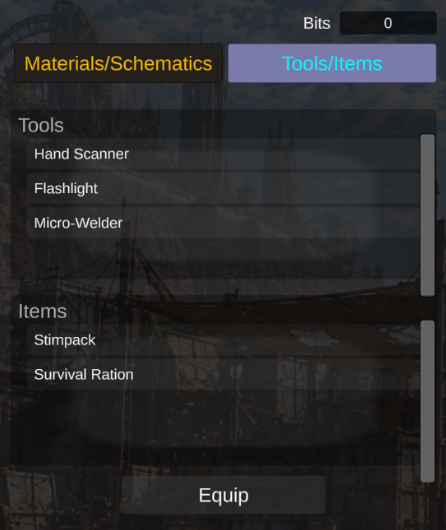 Bits 0
Materials/Schematics Tools/Items
Tools
Hand Scanner
Flashlight
Micro-Welder
Items
Stimpack
Survival Ration
Equip